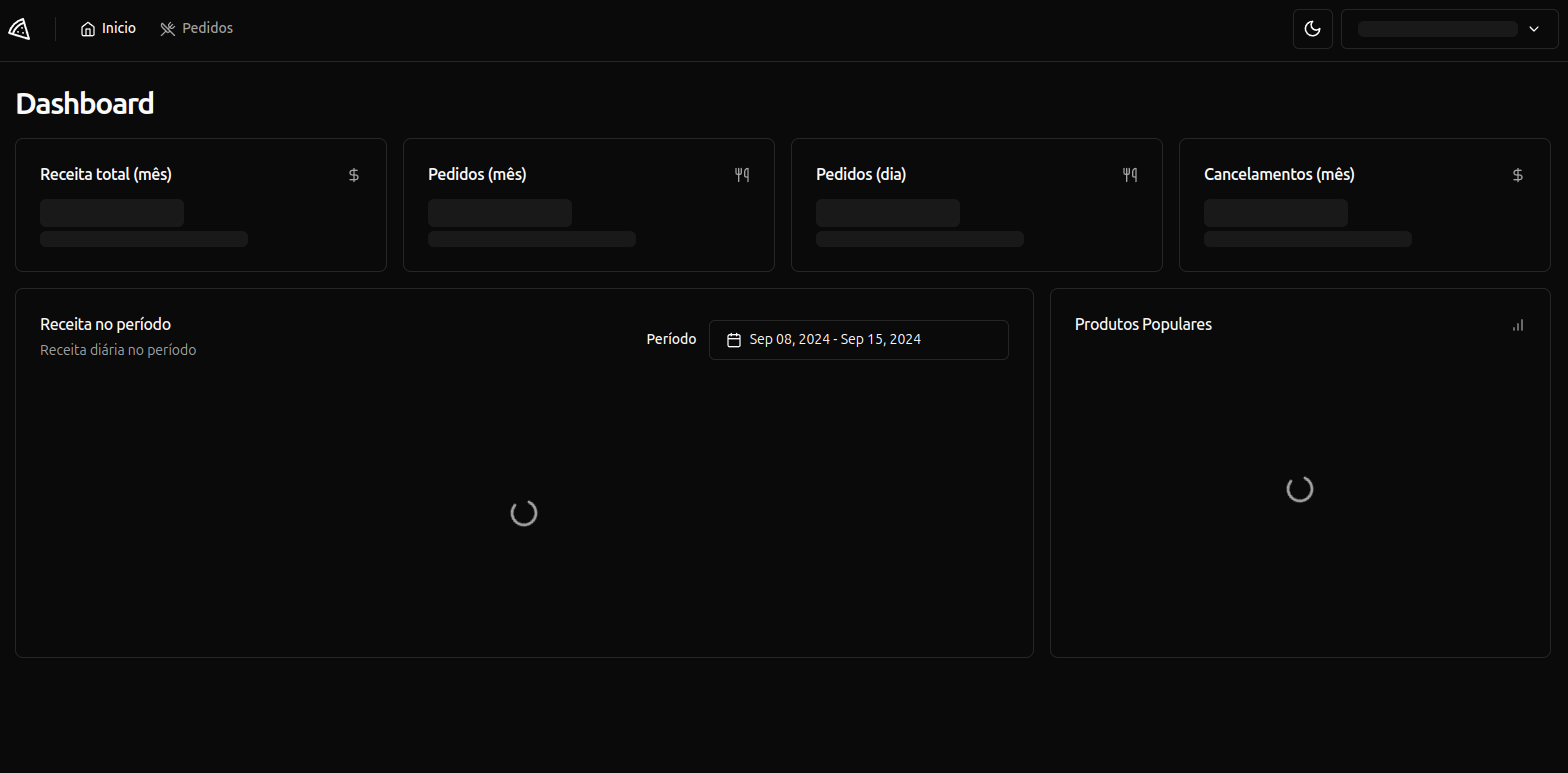 Inicio
Pedidos
Dashboard
Receita total (mês)
$
Pedidos (mês)
Pedidos (dia)
Cancelamentos (mês)
$
Receita no período
Receita diária no período
Período
Sep 08, 2024 - Sep 15, 2024
Produtos Populares